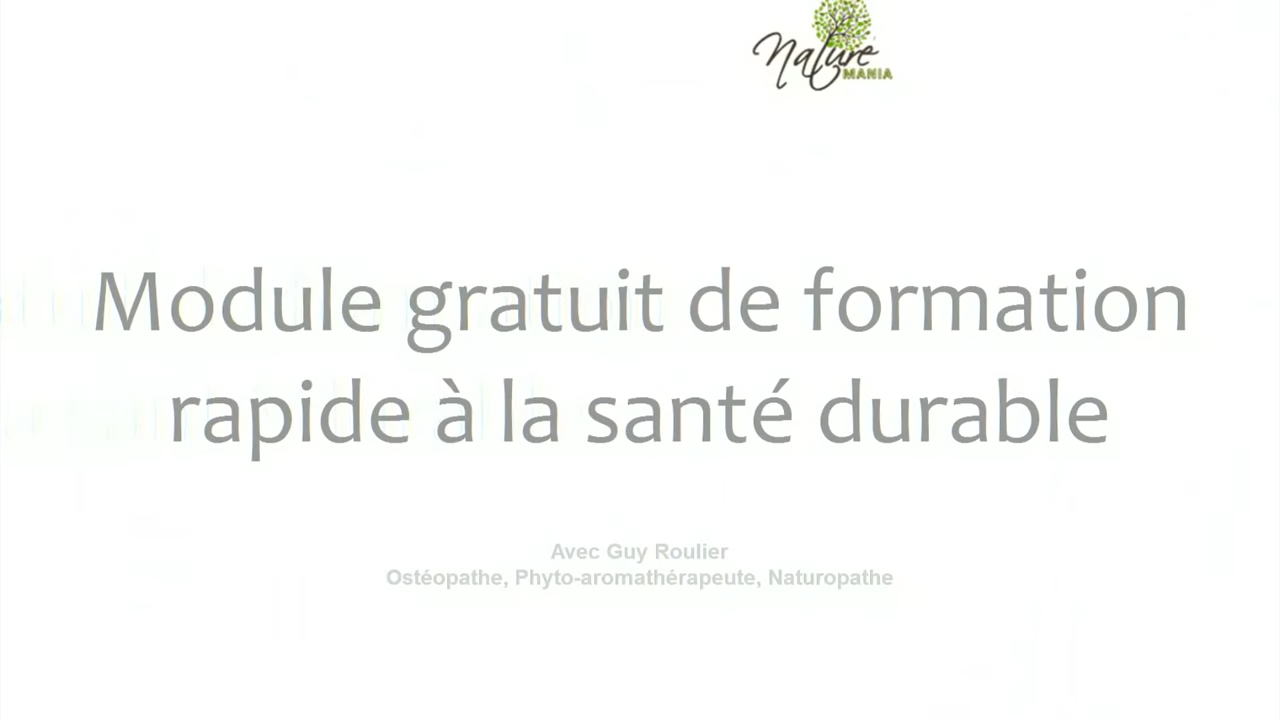 Nature
MANIA
Module gratuit de formation
rapide à la santé durable
Avec Guy Roulier
Ostéopathe, Phyto-aromathérapeute, Naturopathe